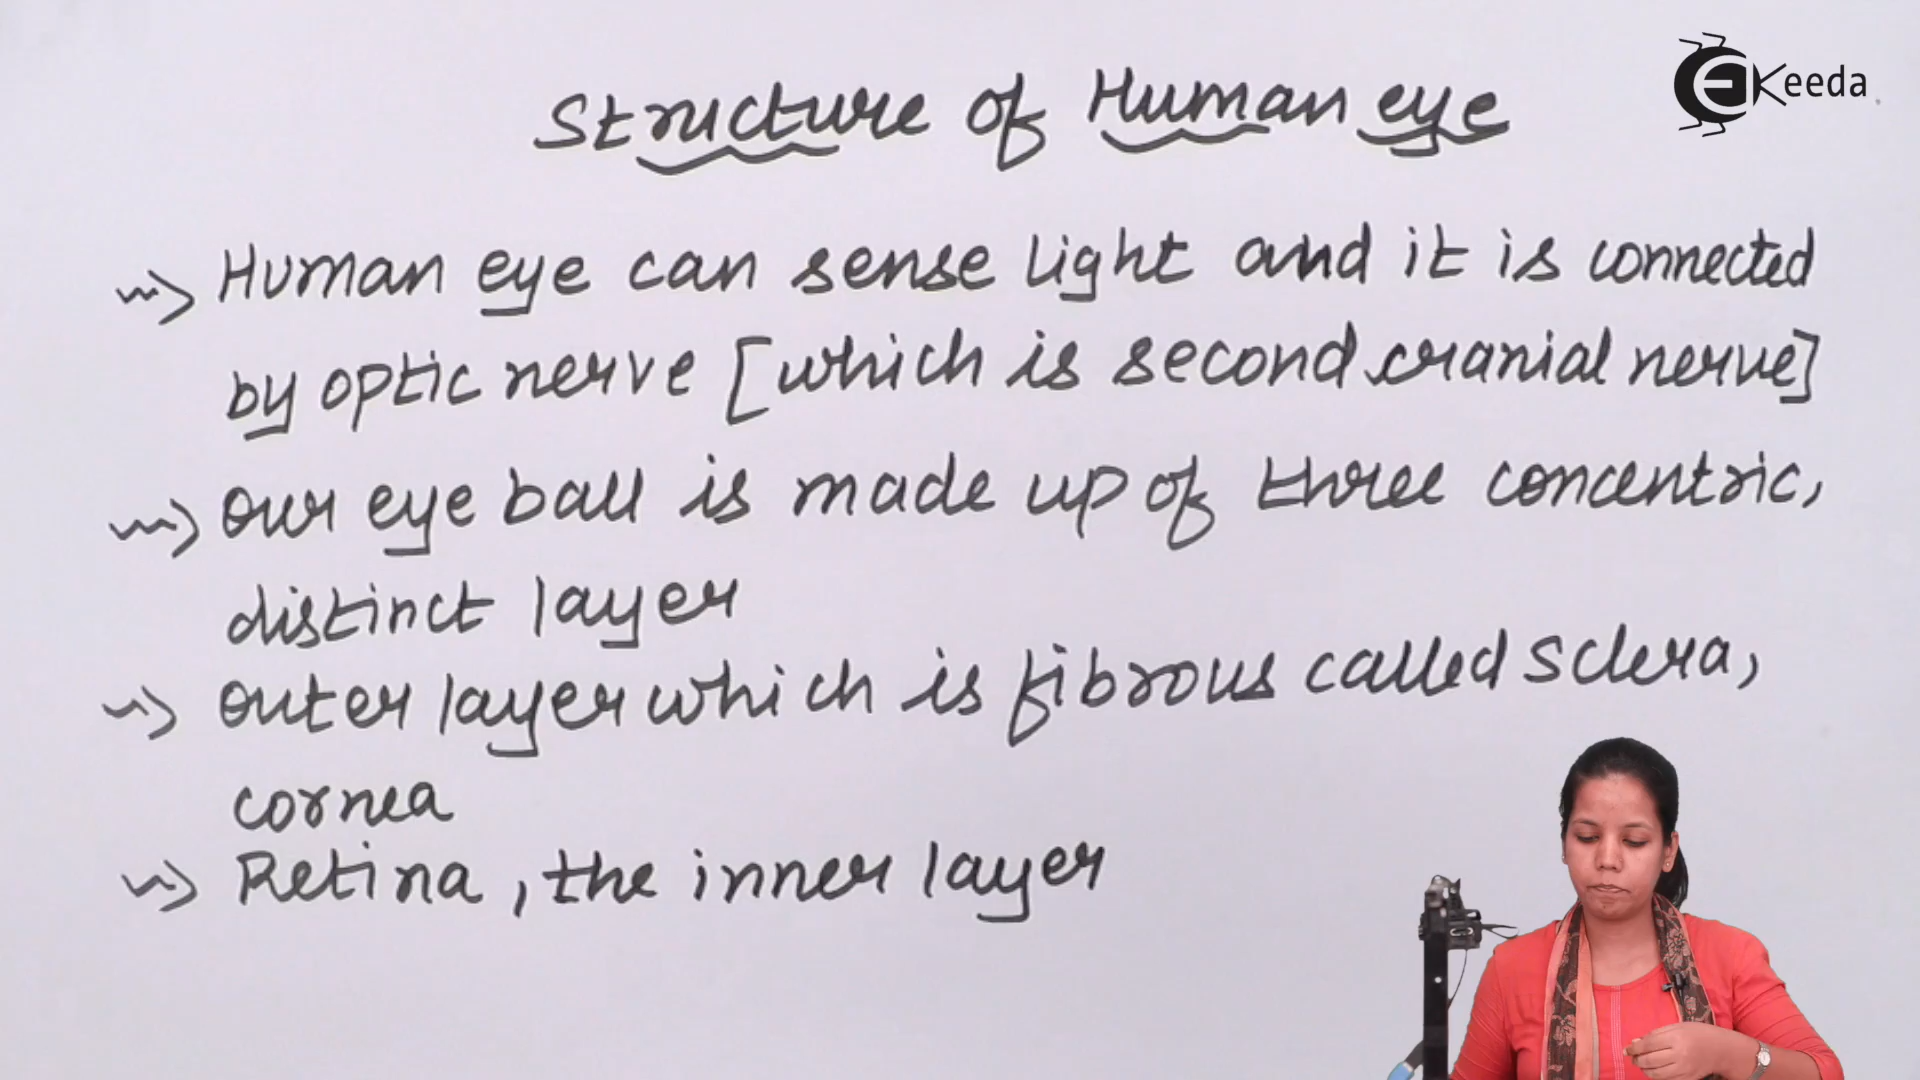 Structure of Human eye
EKeeda
Human eye can sense light and it is connected
by optic nerve [which is second cranial nerve]
Our eye ball is made up of three concentric,
distinct layer
Outer layer which is fibrous called sclera,
cornea
Retina, the inner layer